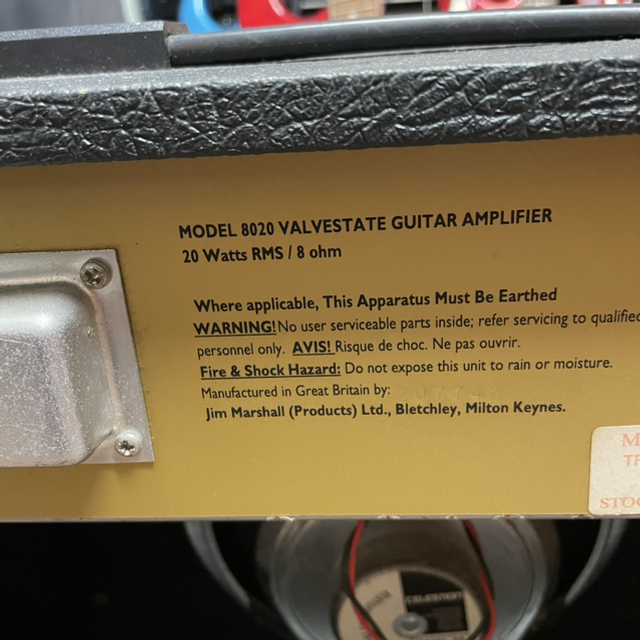 MODEL 8020 VALVESTATE GUITAR AMPLIFIER
20 Watts RMS / 8 ohm
Where applicable, This Apparatus Must Be Earthed
WARNING! No user serviceable parts inside; refer servicing to qualified
personnel only. AVIS! Risque de choc. Ne pas ouvrir.
Fire & Shock Hazard: Do not expose this unit to rain or moisture.
Manufactured in Great Britain by:
Jim Marshall (Products) Ltd., Bletchley, Milton Keynes.
CELESTION